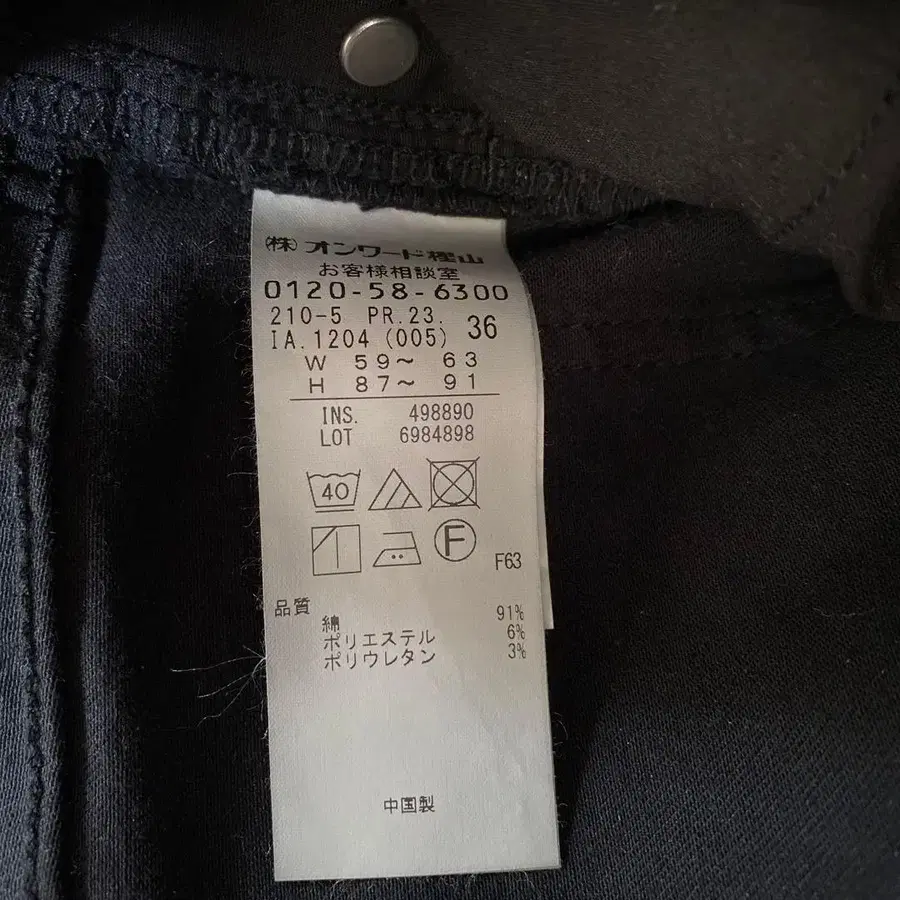 (株)オンワード樫山
お客様相談室
0120-58-6300
210-5 PR.23.
IA.1204 (005) 36
W 59～ 63
H 87～ 91
INS. 498890
LOT 6984898
40
F
F63
品質
綿 91%
ポリエステル 6%
ポリウレタン 3%
中国製